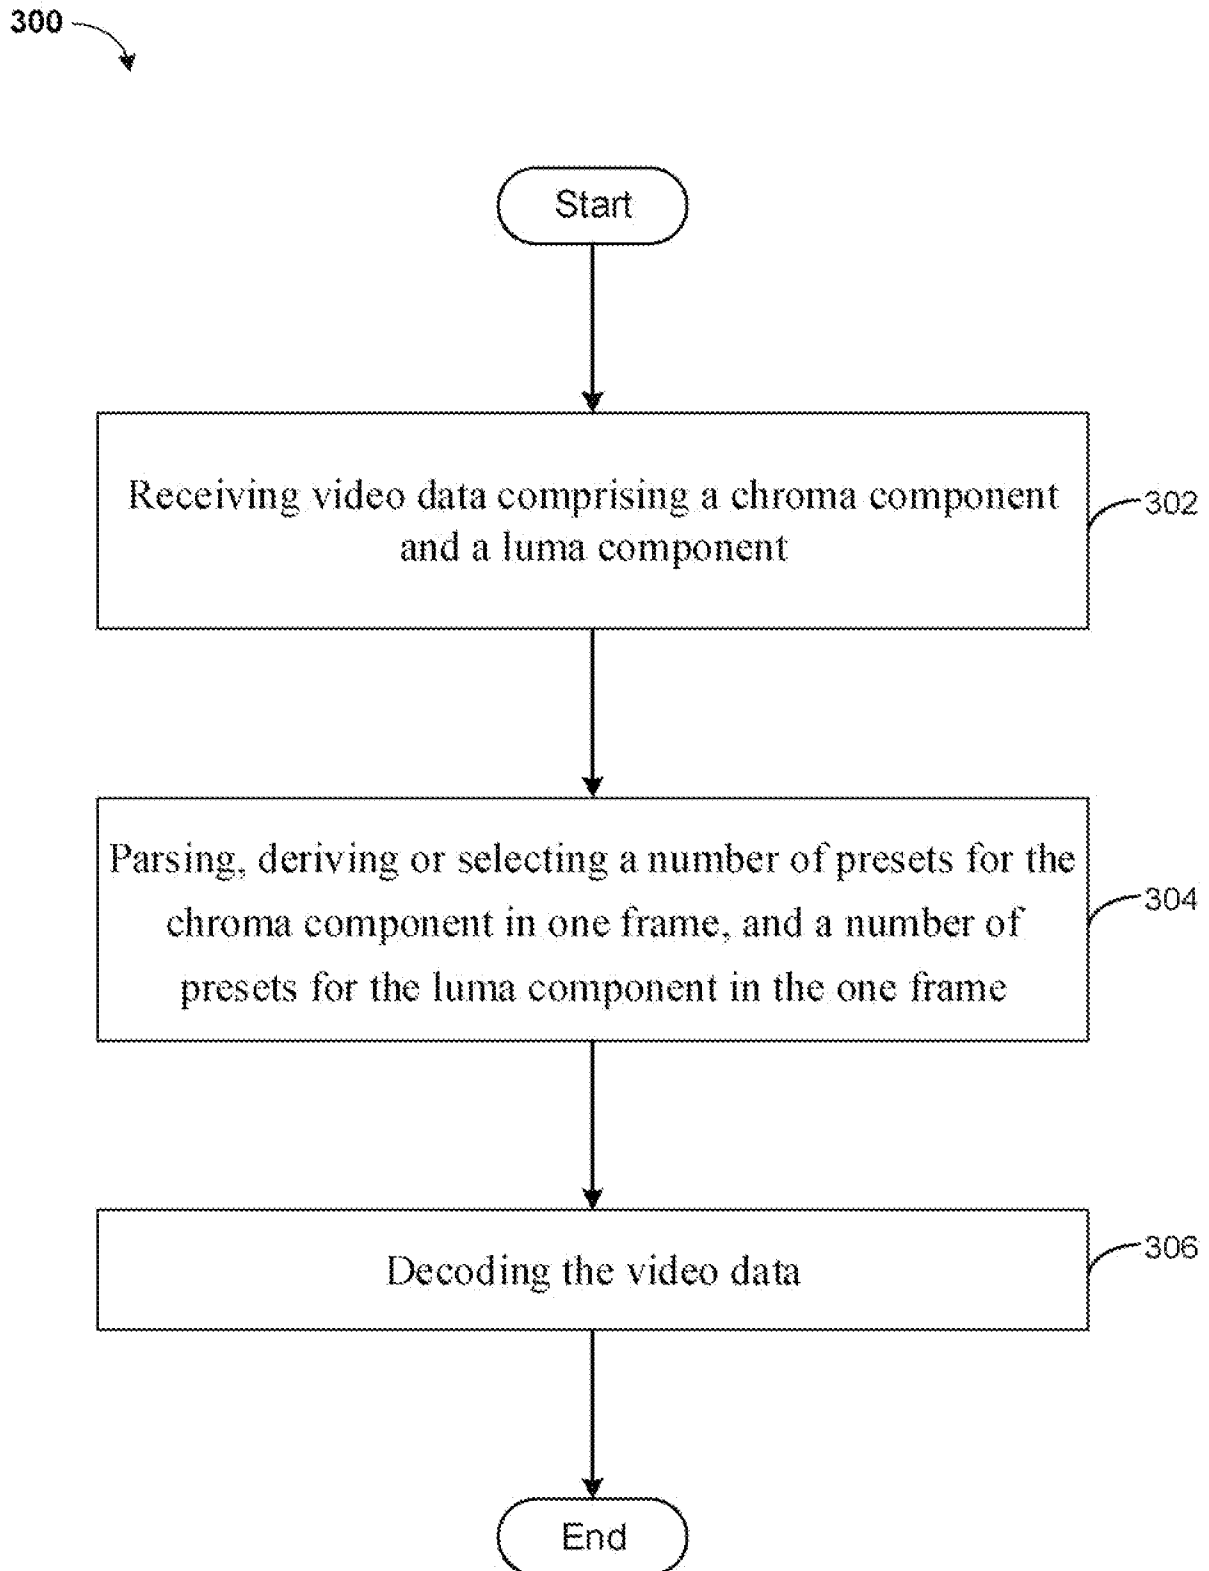 300
Start
Receiving video data comprising a chroma component
and a luma component
302
Parsing, deriving or selecting a number of presets for the
chroma component in one frame, and a number of
presets for the luma component in the one frame
304
Decoding the video data
306
End